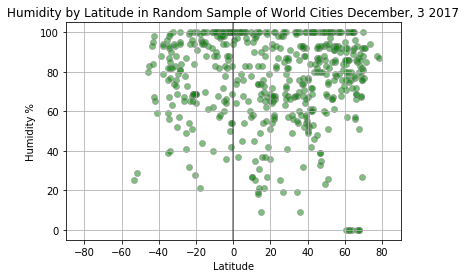 Humidity by Latitude in Random Sample of World Cities December, 3 2017
Humidity %
100
80
60
40
20
0
−80 −60 −40 −20 0 20 40 60 80
Latitude